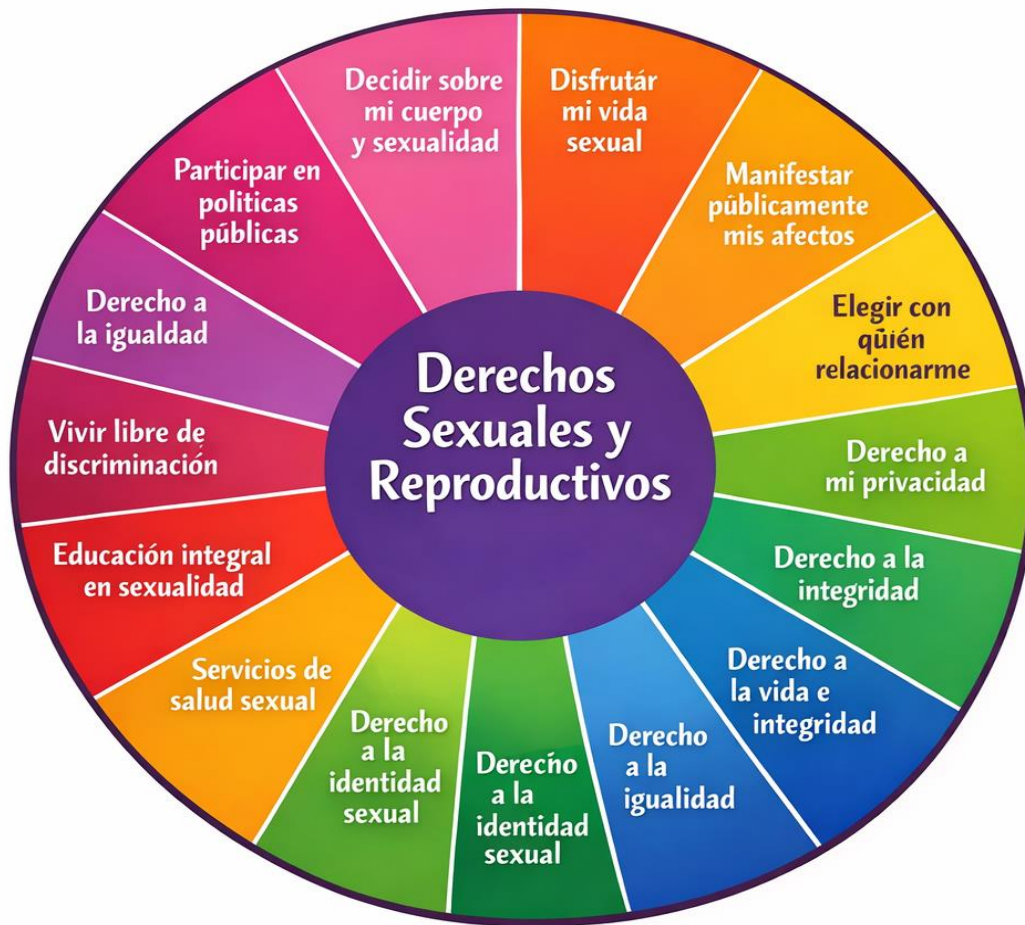 Decidir sobre
mi cuerpo
y sexualidad
Disfrutár
mi vida
sexual
Manifestar
públicamente
mis afectos
Elegir con
qūién
relacionarme
Derecho a
mi privacidad
Derecho a la
integridad
Derecho a
la vida e
integridad
Derecho
a la
igualidad
Derecíno
a la
identidad
sexual
Derecho
a la
identidad
sexual
Servicios de
salud sexual
Educación integral
en sexualidad
Vivir libre de
discriminación
Derecho a
la igualdad
Participar en
politicas
públicas
Derechos
Sexuales y
Reproductivos